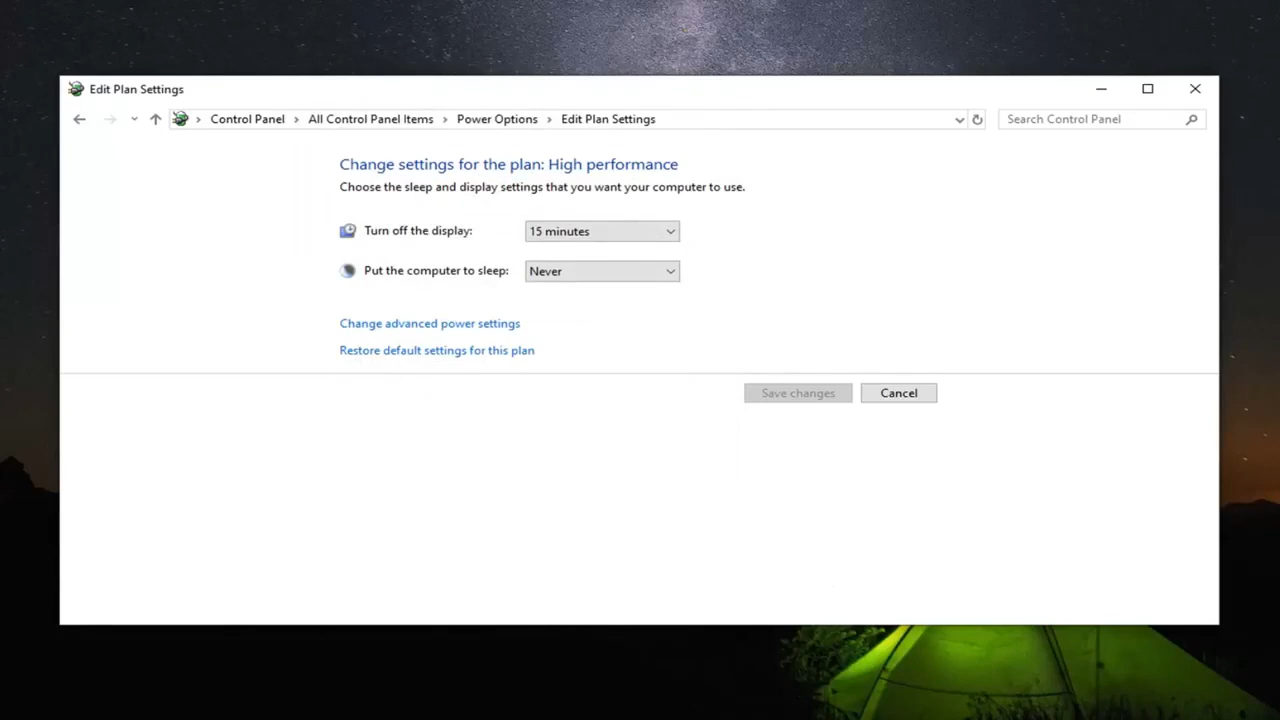 Edit Plan Settings
Control Panel > All Control Panel Items > Power Options > Edit Plan Settings
Search Control Panel
Change settings for the plan: High performance
Choose the sleep and display settings that you want your computer to use.
Turn off the display: 15 minutes
Put the computer to sleep: Never
Change advanced power settings
Restore default settings for this plan
Save changes Cancel